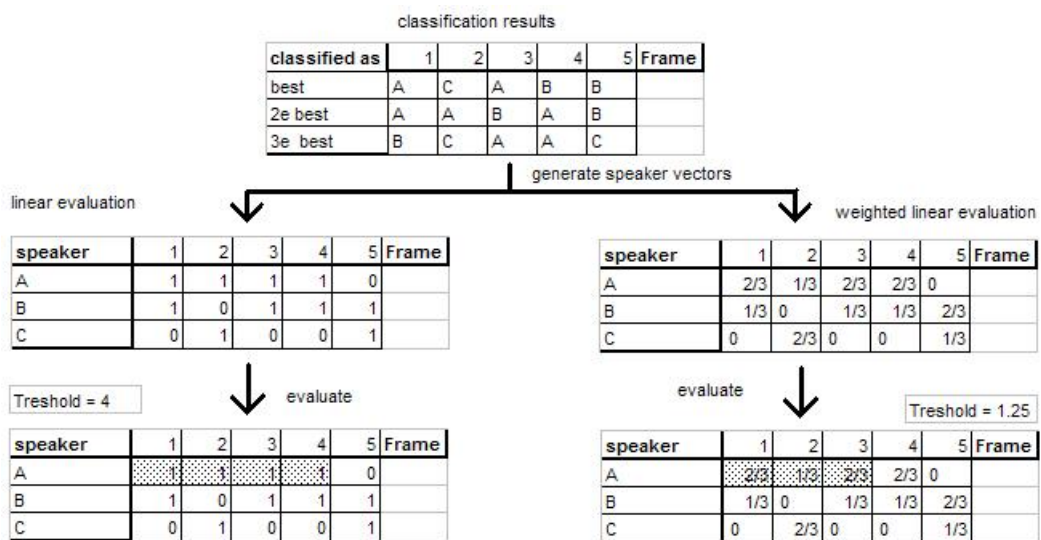 classification results
classified as 1 2 3 4 5 Frame
best A C A B B
2e best A A B A B
3e best B C A A C
generate speaker vectors
linear evaluation
speaker 1 2 3 4 5 Frame
A 1 1 1 1 0
B 1 0 1 1 1
C 0 1 0 0 1
weighted linear evaluation
speaker 1 2 3 4 5 Frame
A 2/3 1/3 2/3 2/3 0
B 1/3 0 1/3 1/3 2/3
C 0 2/3 0 0 1/3
Treshold = 4
evaluate
speaker 1 2 3 4 5 Frame
A 1 1 1 1 0
B 1 0 1 1 1
C 0 1 0 0 1
evaluate
Treshold = 1.25
speaker 1 2 3 4 5 Frame
A 2/3 1/3 2/3 2/3 0
B 1/3 0 1/3 1/3 2/3
C 0 2/3 0 0 1/3